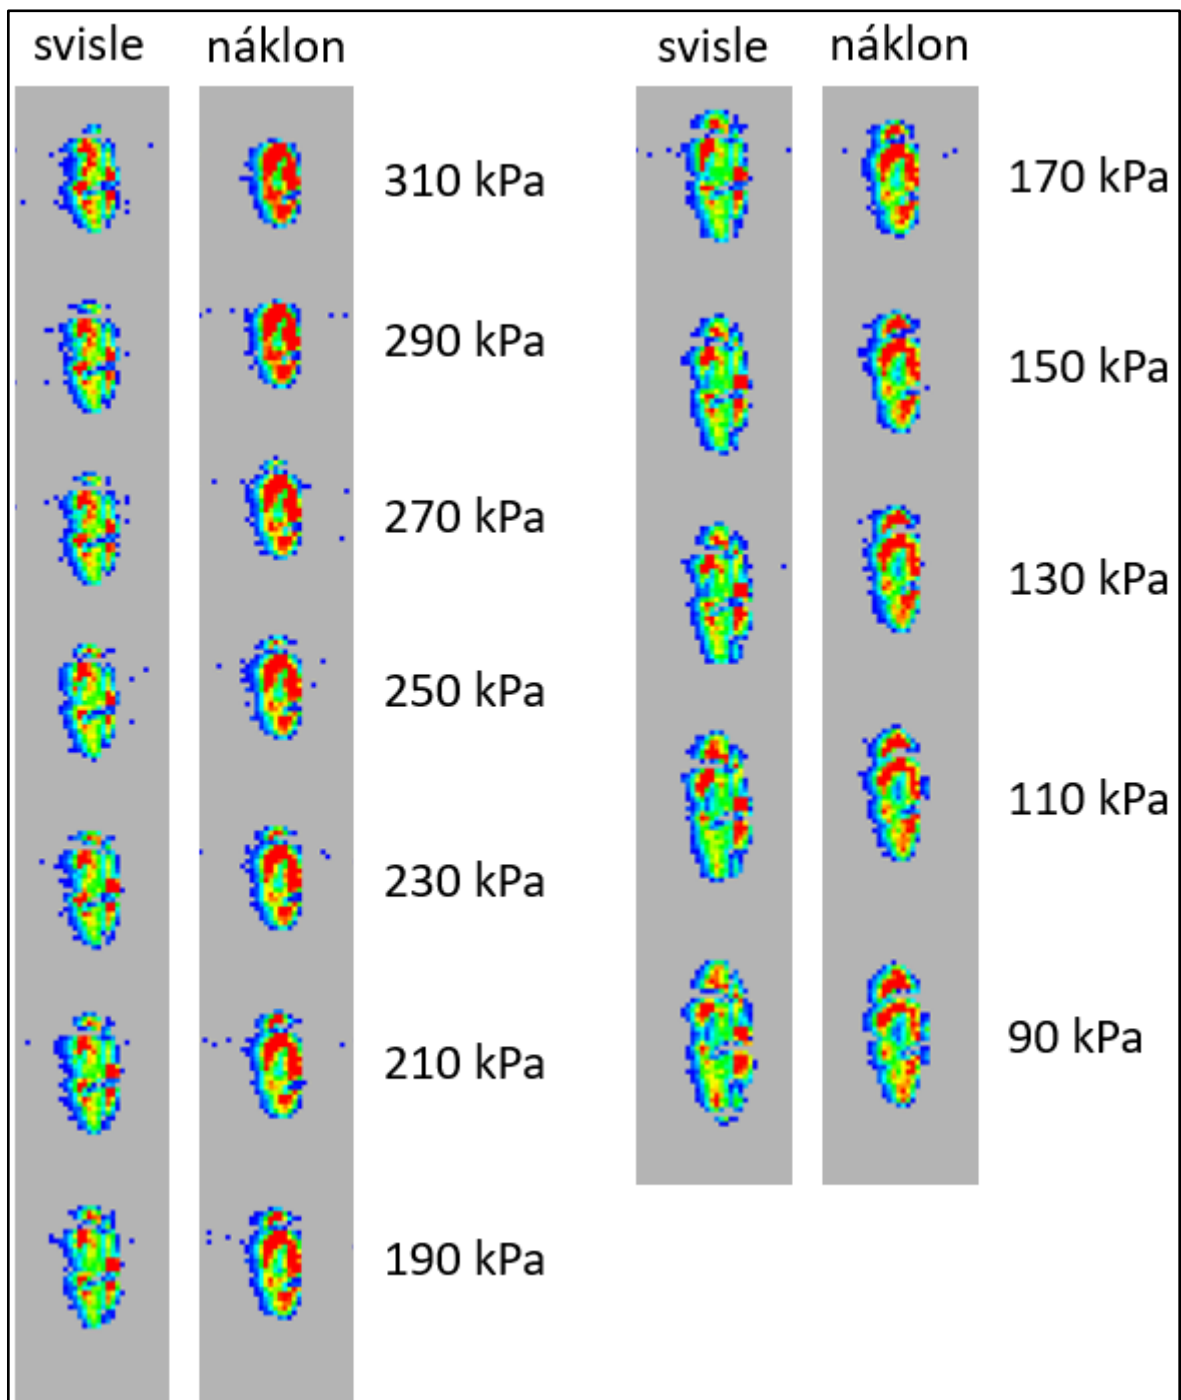 svisle náklon
310 kPa
290 kPa
270 kPa
250 kPa
230 kPa
210 kPa
190 kPa
svisle náklon
170 kPa
150 kPa
130 kPa
110 kPa
90 kPa